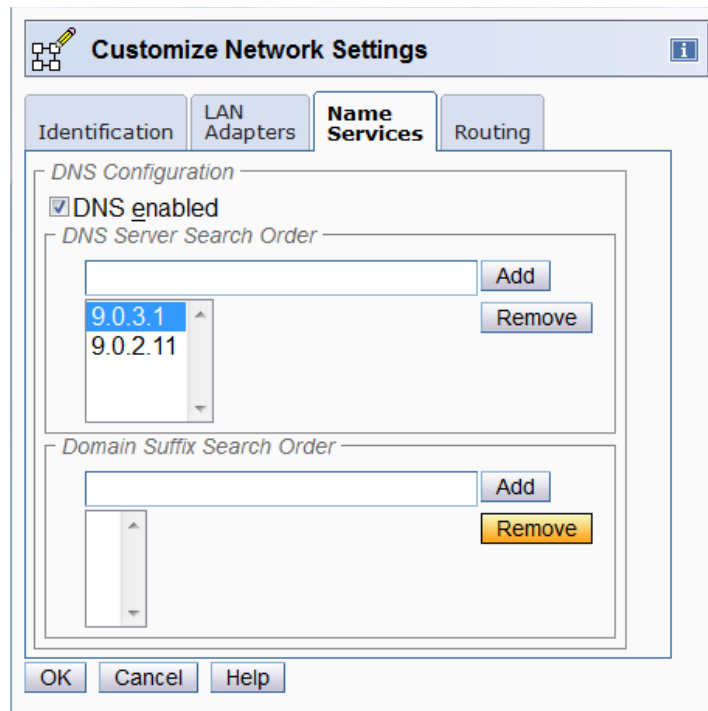 Customize Network Settings
i
Identification
LAN
Adapters
Name
Services
Routing
DNS Configuration
DNS enabled
DNS Server Search Order
Add
9.0.3.1
Remove
9.0.2.11
Domain Suffix Search Order
Add
Remove
OK
Cancel
Help